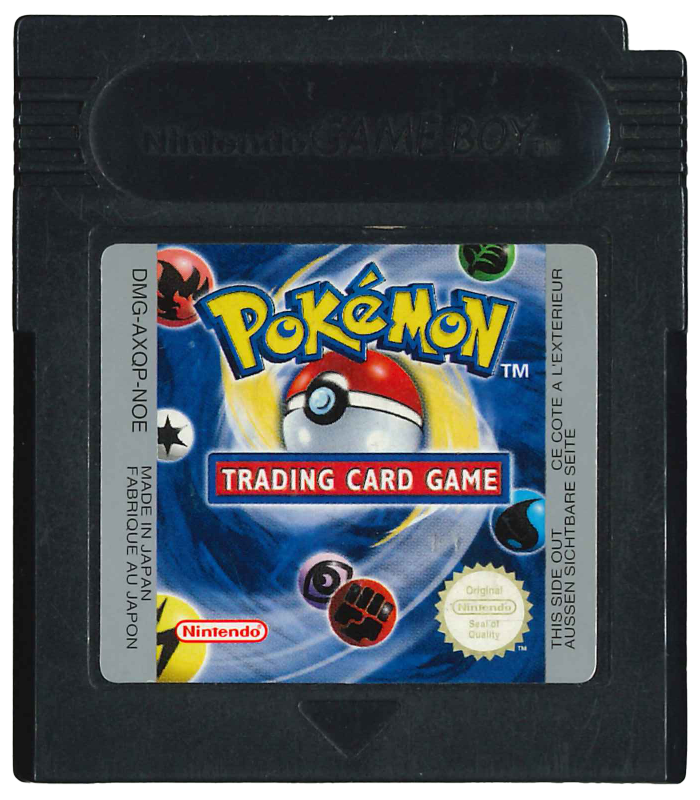 Nintendo GAME BOY TM
POKéMON
TM
TRADING CARD GAME
Nintendo
Original
Nintendo
Seal of
Quality
TM
DMG-AXQP-NOE
MADE IN JAPAN
FABRIQUE AU JAPON
THIS SIDE OUT CE COTE A L'EXTERIEUR
AUSSEN SICHTBARE SEITE